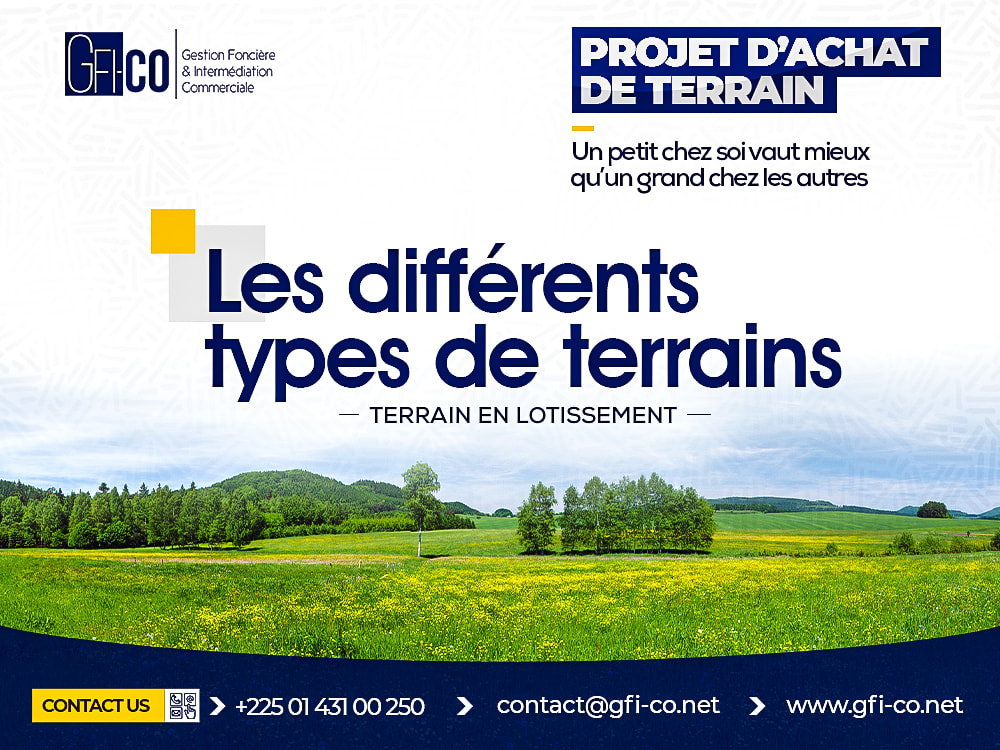 GFI-CO
Gestion Foncière
& Intermédiation
Commerciale
PROJET D'ACHAT
DE TERRAIN
Un petit chez soi vaut mieux
qu'un grand chez les autres
Les différents
types de terrains
TERRAIN EN LOTISSEMENT
CONTACT US
+225 01 431 00 250
contact@gfi-co.net
www.gfi-co.net